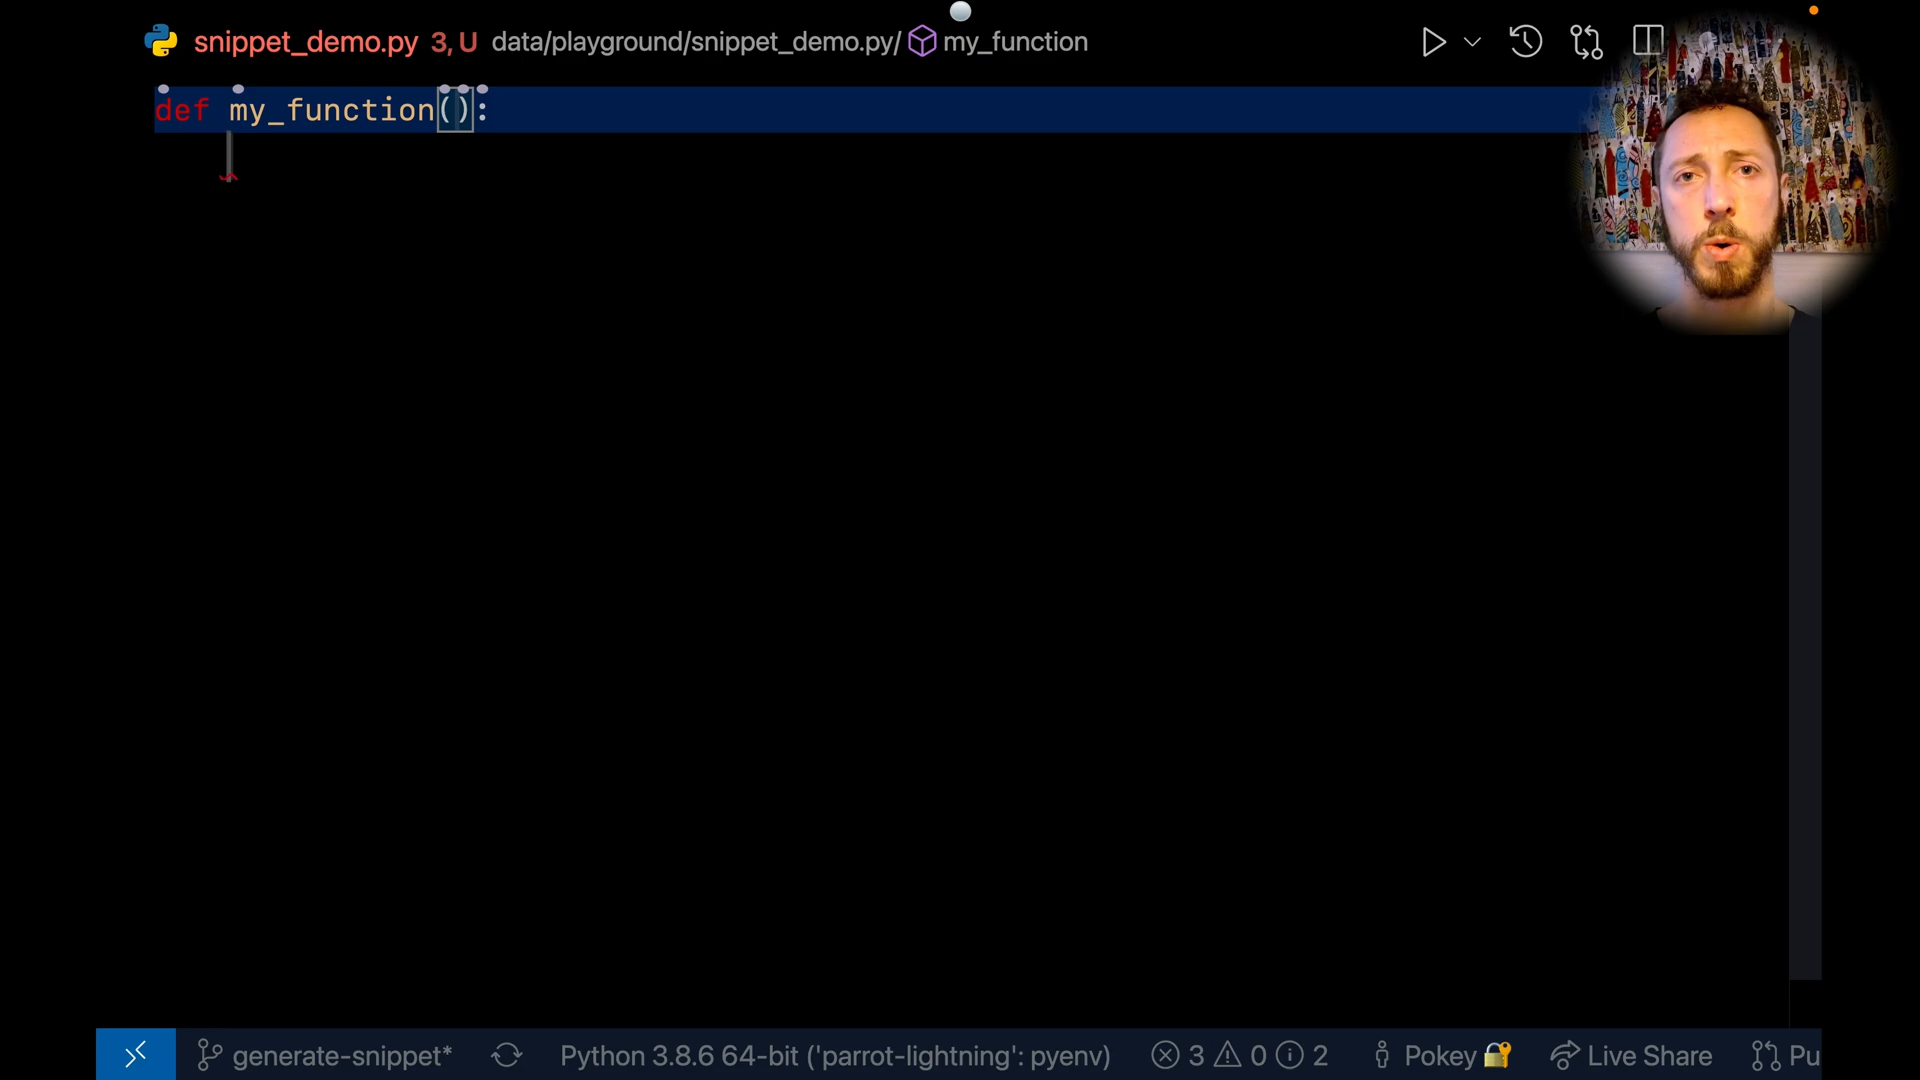 snippet_demo.py 3, U data/playground/snippet_demo.py/ my_function
def my_function():
generate-snippet* Python 3.8.6 64-bit ('parrot-lightning': pyenv) 3 0 2 Pokey Live Share Pu